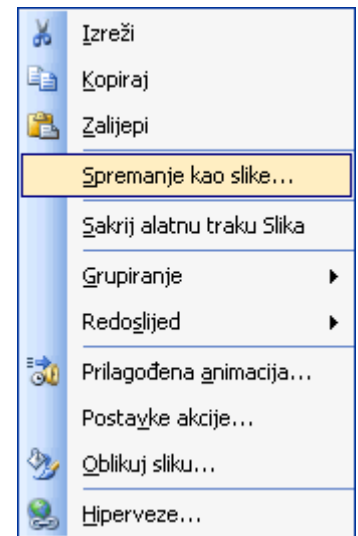 Izreži
Kopiraj
Zalijepi
Spremanje kao slike...
Sakrij alatnu traku Slika
Grupiranje
Redoslijed
Prilagođena animacija...
Postavke akcije...
Oblikuj sliku...
Hiperveze...